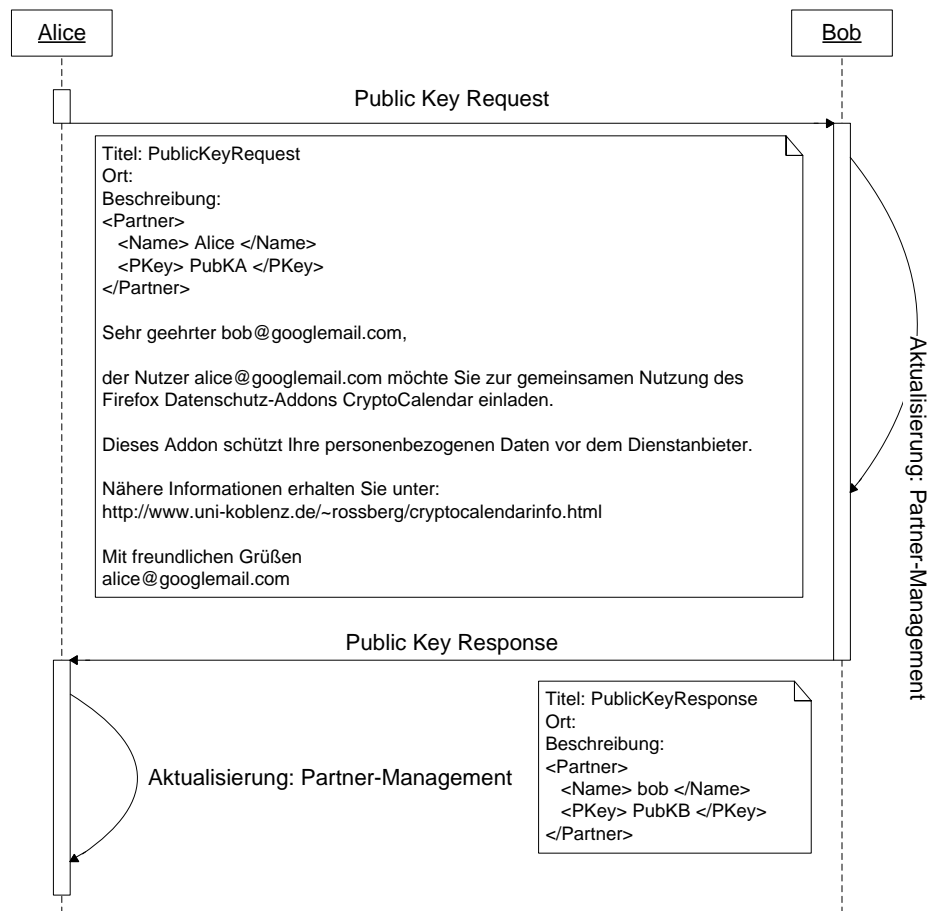 Alice
Bob
Public Key Request
Titel: PublicKeyRequest
Ort:
Beschreibung:
<Partner>
<Name> Alice </Name>
<PKey> PubKA </PKey>
</Partner>
Sehr geehrter bob@googlemail.com,
der Nutzer alice@googlemail.com möchte Sie zur gemeinsamen Nutzung des
Firefox Datenschutz-Addons CryptoCalendar einladen.
Dieses Addon schützt Ihre personenbezogenen Daten vor dem Dienstanbieter.
Nähere Informationen erhalten Sie unter:
http://www.uni-koblenz.de/~rossberg/cryptocalendarinfo.html
Mit freundlichen Grüßen
alice@googlemail.com
Aktualisierung: Partner-Management
Public Key Response
Titel: PublicKeyResponse
Ort:
Beschreibung:
<Partner>
<Name> bob </Name>
<PKey> PubKB </PKey>
</Partner>
Aktualisierung: Partner-Management